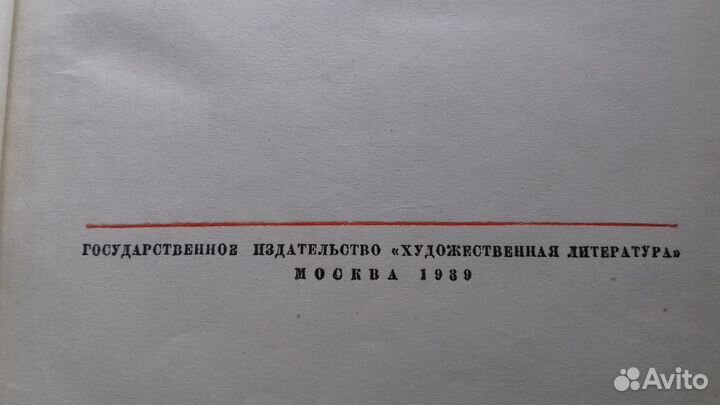 ГОСУДАРСТВЕННОЕ ИЗДАТЕЛЬСТВО «ХУДОЖЕСТВЕННАЯ ЛИТЕРАТУРА»
МОСКВА 1939
Avito